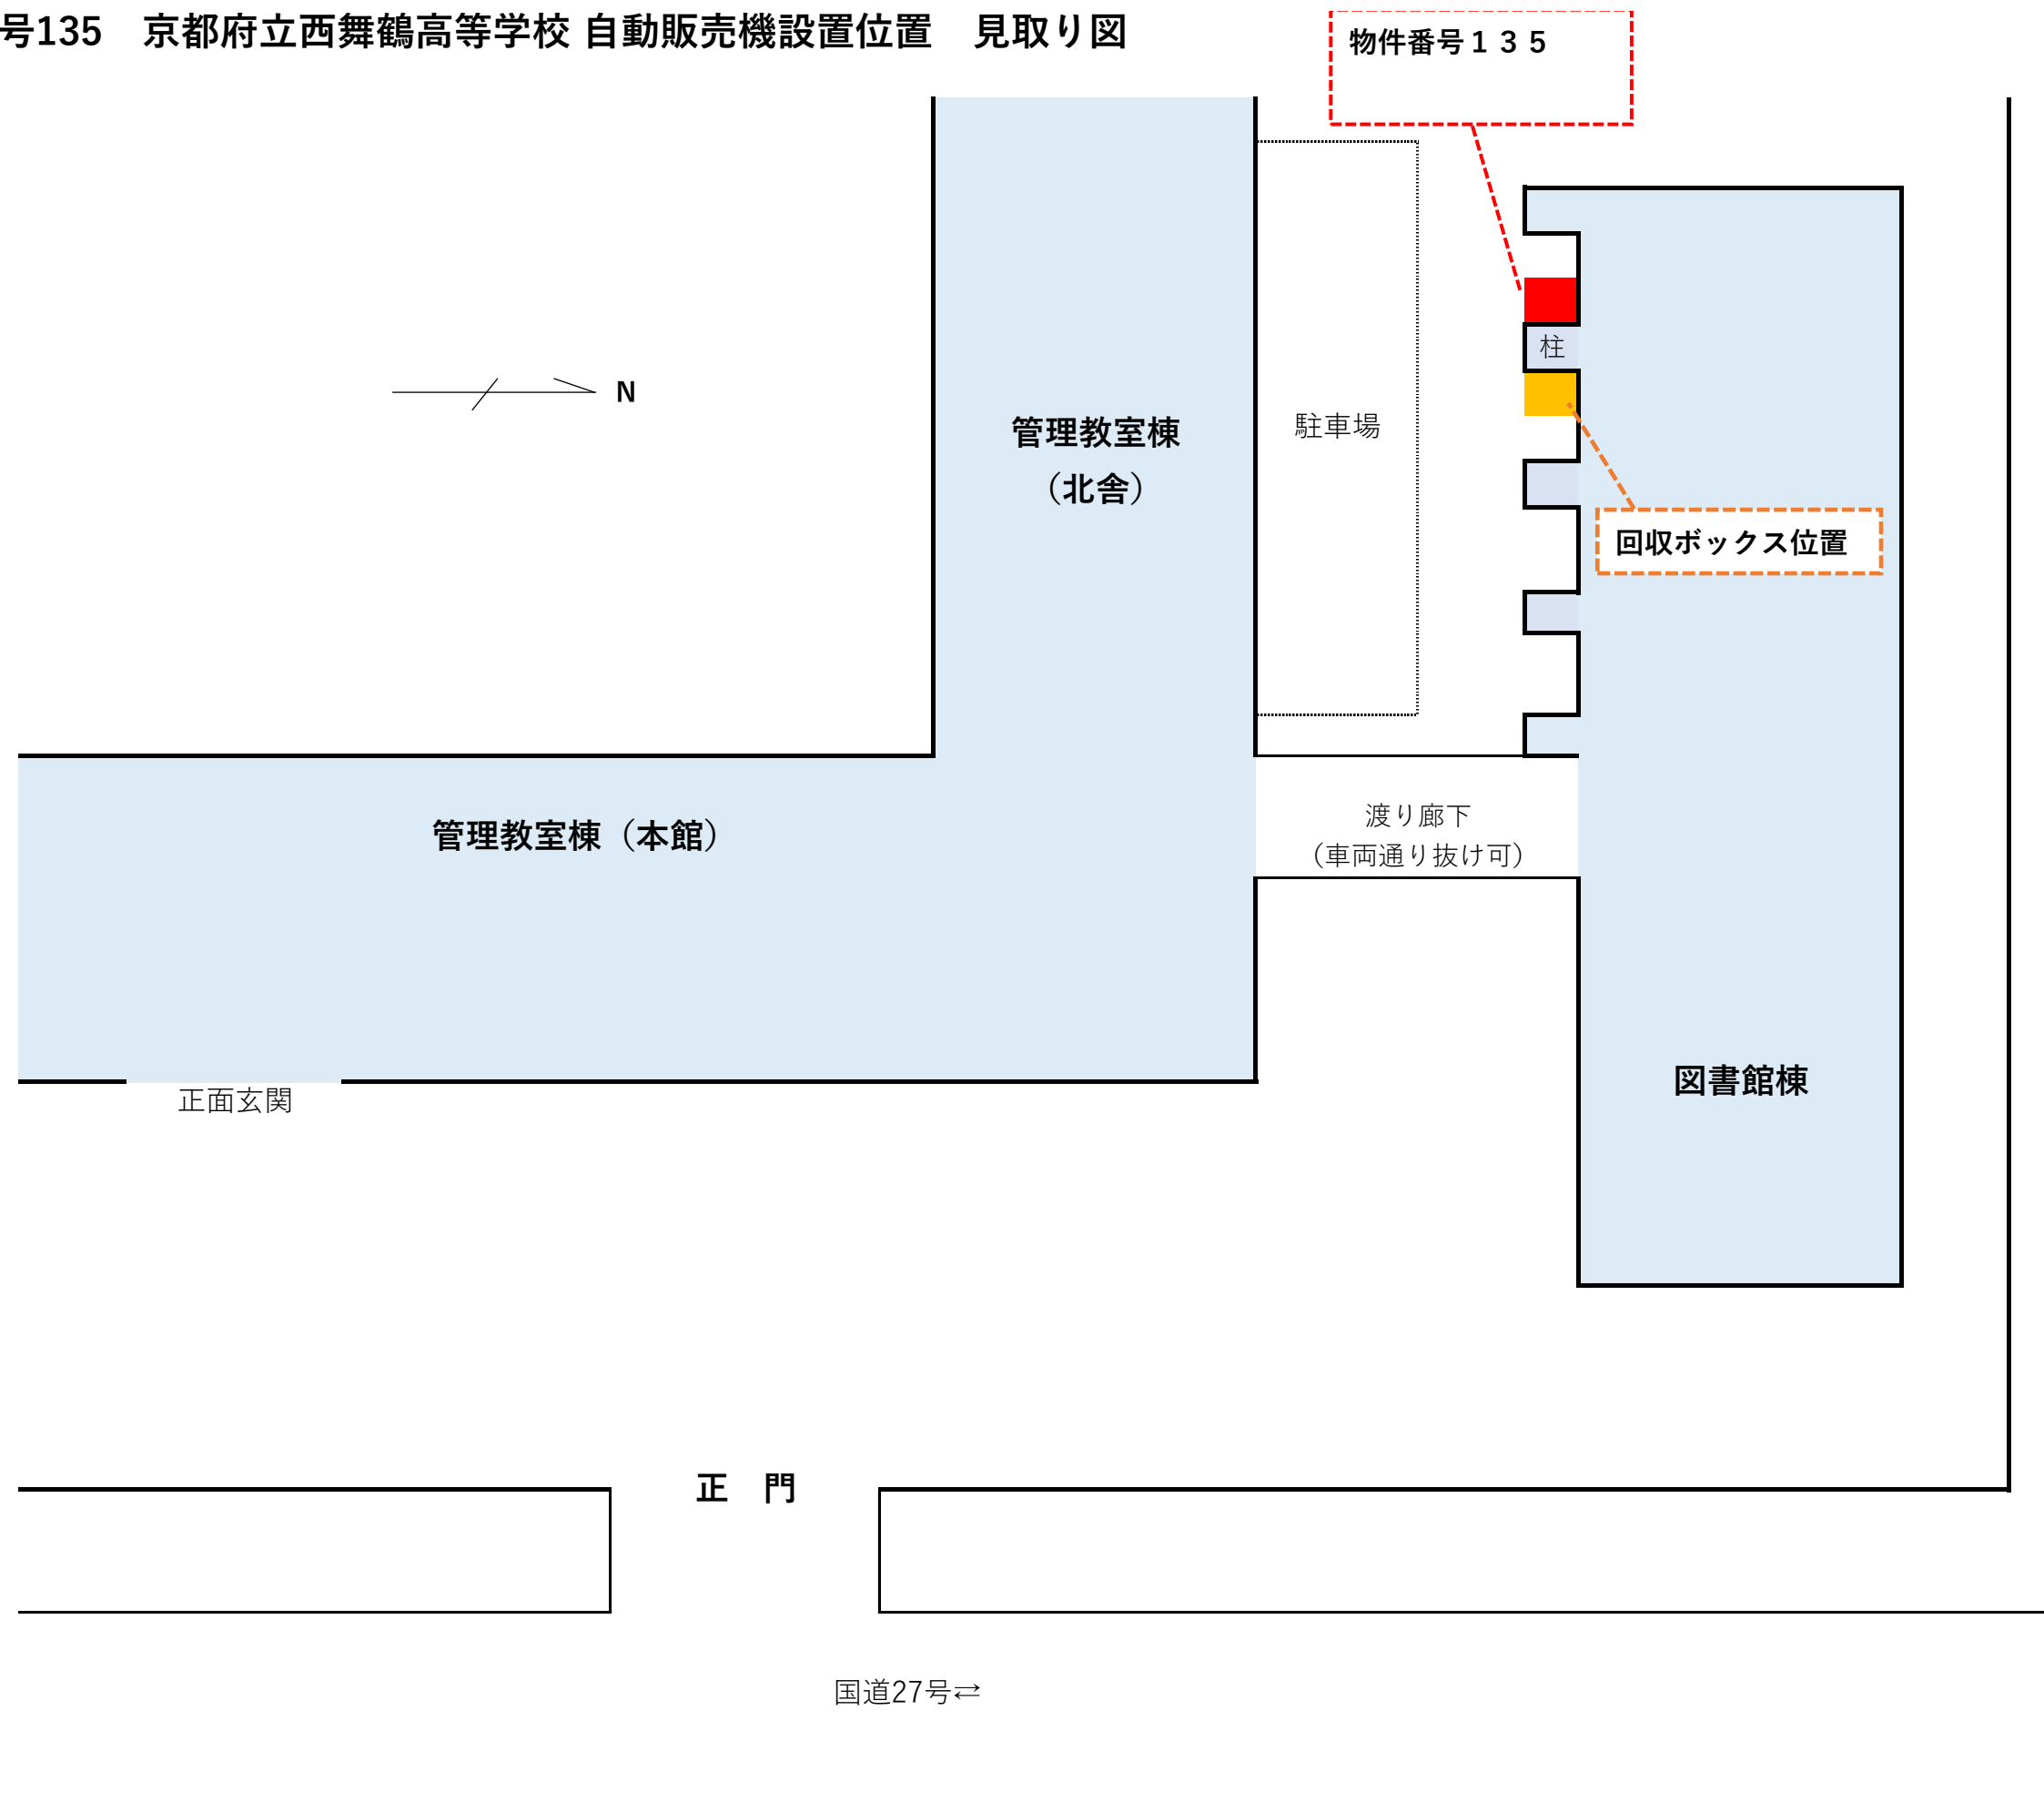 号135　京都府立西舞鶴高等学校 自動販売機設置位置　見取り図
物件番号１３５
柱
N
管理教室棟
（北舎）
駐車場
回収ボックス位置
管理教室棟（本館）
渡り廊下
（車両通り抜け可）
図書館棟
正面玄関
正　門
国道27号⇄